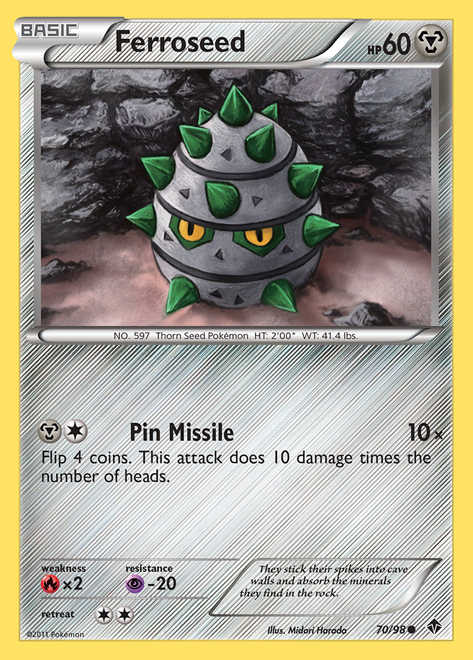 BASIC
Ferroseed
HP60
NO. 597 Thorn Seed Pokémon HT: 2'00" WT: 41.4 lbs.
Pin Missile 10×
Flip 4 coins. This attack does 10 damage times the
number of heads.
weakness resistance
×2 -20
retreat
They stick their spikes into cave
walls and absorb the minerals
they find in the rock.
©2011 Pokémon Illus. Midori Harada 70/98